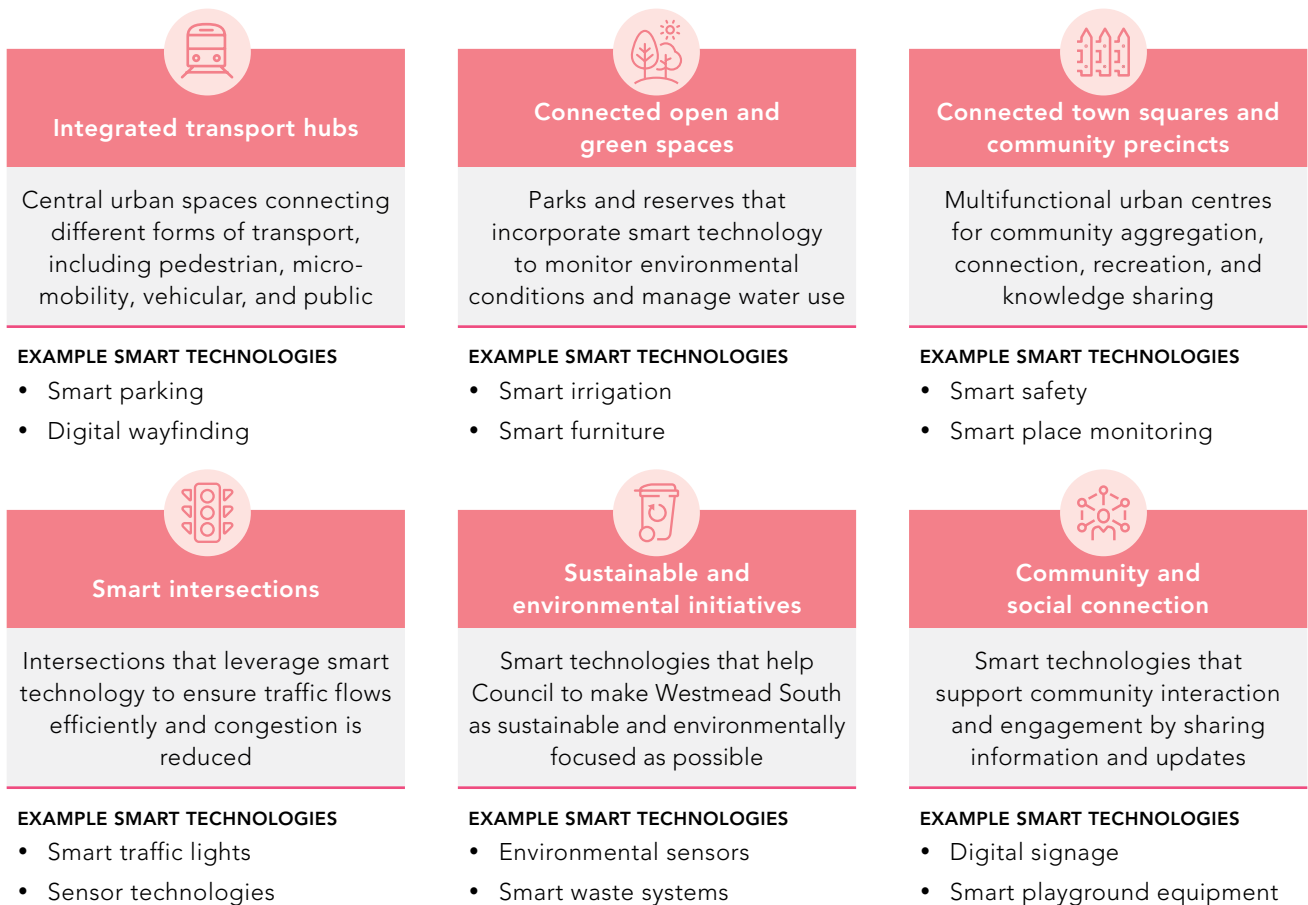 Integrated transport hubs
Central urban spaces connecting
different forms of transport,
including pedestrian, micro-
mobility, vehicular, and public
EXAMPLE SMART TECHNOLOGIES
• Smart parking
• Digital wayfinding
Connected open and
green spaces
Parks and reserves that
incorporate smart technology
to monitor environmental
conditions and manage water use
EXAMPLE SMART TECHNOLOGIES
• Smart irrigation
• Smart furniture
Connected town squares and
community precincts
Multifunctional urban centres
for community aggregation,
connection, recreation, and
knowledge sharing
EXAMPLE SMART TECHNOLOGIES
• Smart safety
• Smart place monitoring
Smart intersections
Intersections that leverage smart
technology to ensure traffic flows
efficiently and congestion is
reduced
EXAMPLE SMART TECHNOLOGIES
• Smart traffic lights
• Sensor technologies
Sustainable and
environmental initiatives
Smart technologies that help
Council to make Westmead South
as sustainable and environmentally
focused as possible
EXAMPLE SMART TECHNOLOGIES
• Environmental sensors
• Smart waste systems
Community and
social connection
Smart technologies that
support community interaction
and engagement by sharing
information and updates
EXAMPLE SMART TECHNOLOGIES
• Digital signage
• Smart playground equipment